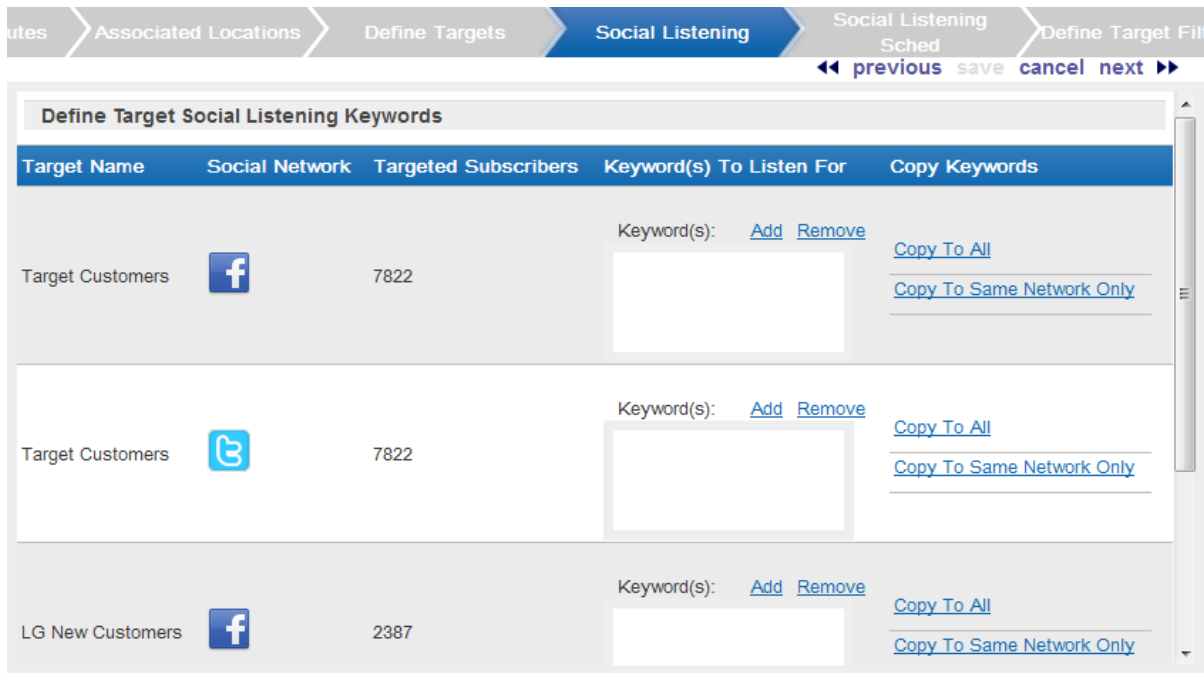 utes Associated Locations Define Targets Social Listening Social Listening Sched Define Target Filt
previous save cancel next
Define Target Social Listening Keywords
Target Name Social Network Targeted Subscribers Keyword(s) To Listen For Copy Keywords
Keyword(s): Add Remove
Copy To All
Target Customers 7822
Copy To Same Network Only
Keyword(s): Add Remove
Copy To All
Target Customers 7822
Copy To Same Network Only
Keyword(s): Add Remove
Copy To All
LG New Customers 2387
Copy To Same Network Only